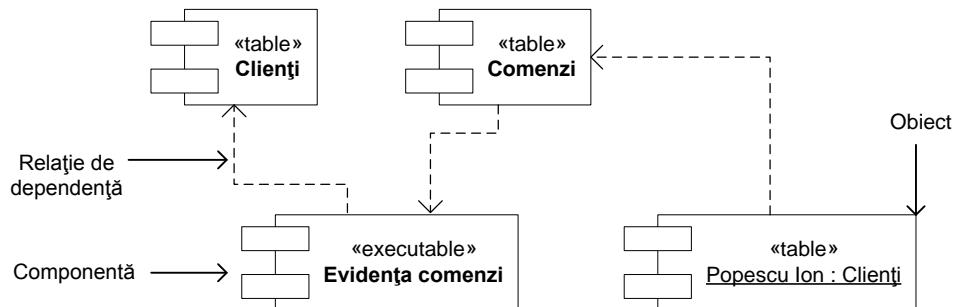 «table»
Clienţi
«table»
Comenzi
Obiect
Relaţie de
dependenţă
«executable»
Evidenţa comenzi
«table»
Popescu Ion : Clienţi
Componentă